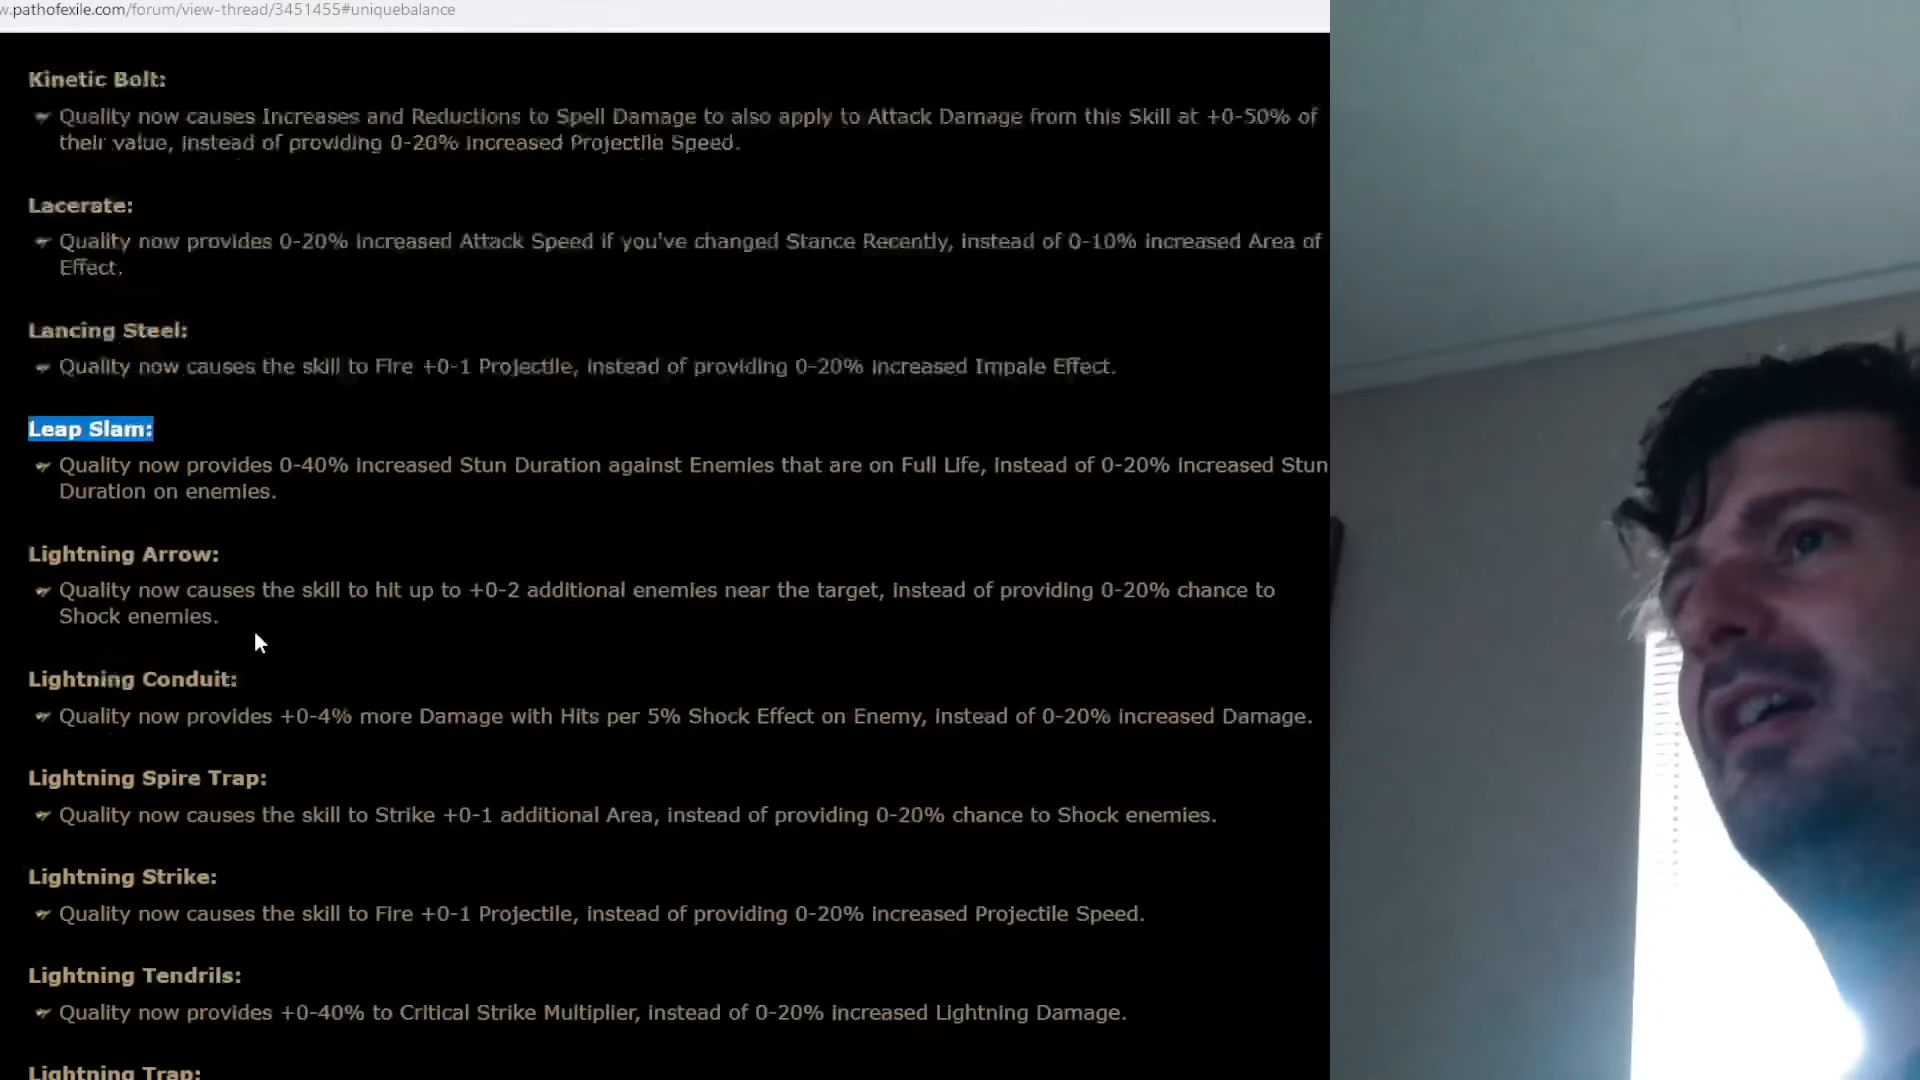 w.pathofexile.com/forum/view-thread/3451455#uniquebalance
Kinetic Bolt:
Quality now causes Increases and Reductions to Spell Damage to also apply to Attack Damage from this Skill at +0-50% of
their value, instead of providing 0-20% increased Projectile Speed.
Lacerate:
Quality now provides 0-20% increased Attack Speed if you've changed Stance Recently, instead of 0-10% increased Area of
Effect.
Lancing Steel:
Quality now causes the skill to Fire +0-1 Projectile, instead of providing 0-20% increased Impale Effect.
Leap Slam:
Quality now provides 0-40% increased Stun Duration against Enemies that are on Full Life, instead of 0-20% increased Stun
Duration on enemies.
Lightning Arrow:
Quality now causes the skill to hit up to +0-2 additional enemies near the target, instead of providing 0-20% chance to
Shock enemies.
Lightning Conduit:
Quality now provides +0-4% more Damage with Hits per 5% Shock Effect on Enemy, instead of 0-20% increased Damage.
Lightning Spire Trap:
Quality now causes the skill to Strike +0-1 additional Area, instead of providing 0-20% chance to Shock enemies.
Lightning Strike:
Quality now causes the skill to Fire +0-1 Projectile, instead of providing 0-20% increased Projectile Speed.
Lightning Tendrils:
Quality now provides +0-40% to Critical Strike Multiplier, instead of 0-20% increased Lightning Damage.
Lightning Trap: